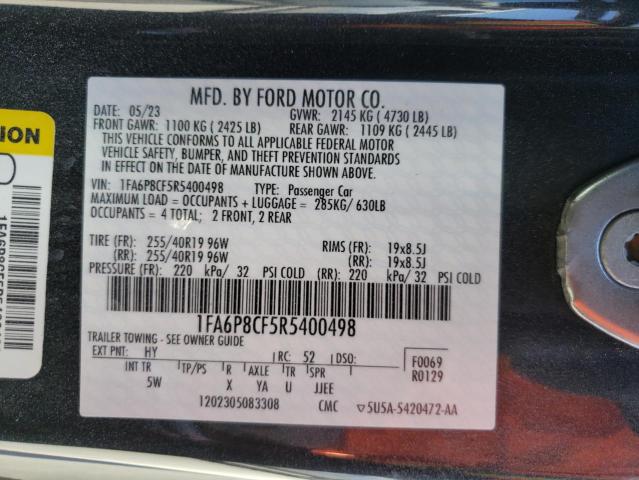 MFD. BY FORD MOTOR CO.
DATE: 05/23 GVWR: 2145 KG ( 4730 LB)
FRONT GAWR: 1100 KG ( 2425 LB) REAR GAWR: 1109 KG ( 2445 LB)
THIS VEHICLE CONFORMS TO ALL APPLICABLE FEDERAL MOTOR
VEHICLE SAFETY, BUMPER, AND THEFT PREVENTION STANDARDS
IN EFFECT ON THE DATE OF MANUFACTURE SHOWN ABOVE.
VIN: 1FA6P8CF5R5400498 TYPE: Passenger Car
MAXIMUM LOAD = OCCUPANTS + LUGGAGE = 285KG/ 630LB
OCCUPANTS = 4 TOTAL; 2 FRONT, 2 REAR
TIRE (FR): 255/40R19 96W RIMS (FR): 19x8.5J
(RR): 255/40R19 96W (RR): 19x8.5J
PRESSURE (FR): 220 kPa/ 32 PSI COLD (RR): 220 kPa/ 32 PSI COLD
1FA6P8CF5R5400498
TRAILER TOWING - SEE OWNER GUIDE
EXT PNT: HY RC: 52 DSO: F0069
INT TR TP/PS R AXLE TR SPR R0129
5W X YA U JJEE
1202305083308 CMC 5U5A-5420472-AA
ION